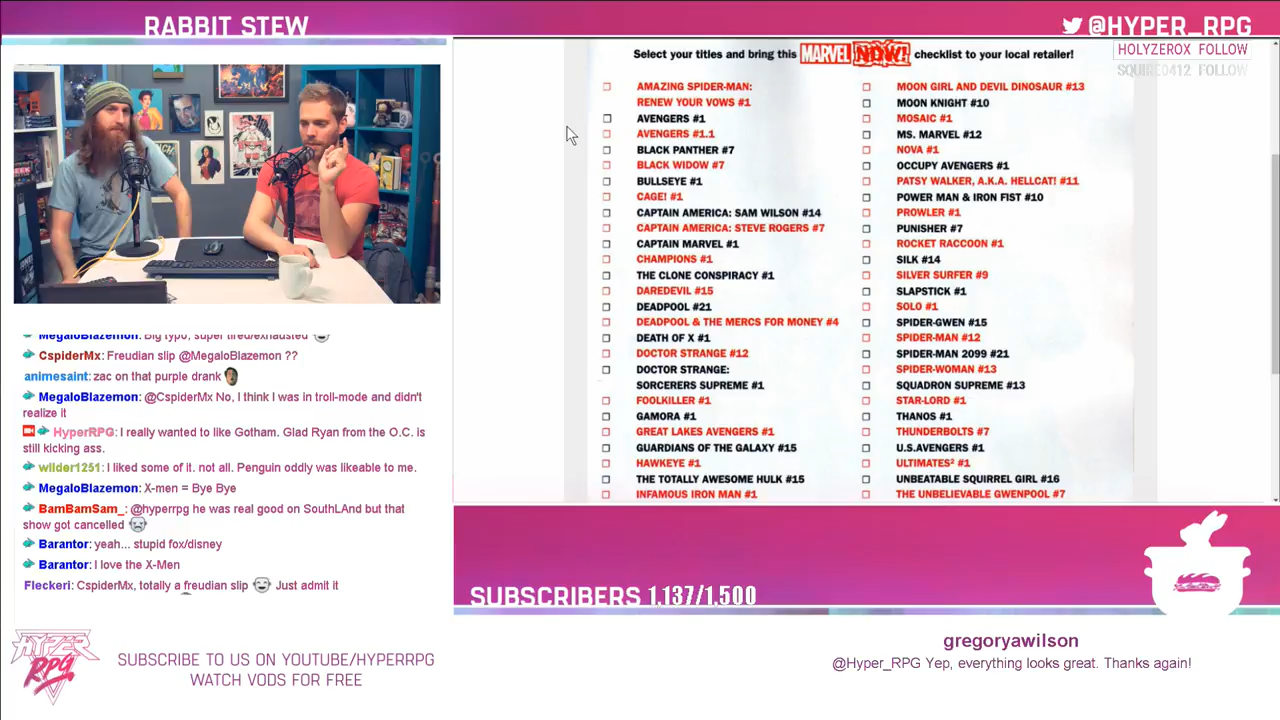 RABBIT STEW
@HYPER_RPG
HOLYZEROX FOLLOW
SQUIRE0412 FOLLOW
Select your titles and bring this MARVEL NOW! checklist to your local retailer!
AMAZING SPIDER-MAN:
RENEW YOUR VOWS #1
AVENGERS #1
AVENGERS #1.1
BLACK PANTHER #7
BLACK WIDOW #7
BULLSEYE #1
CAGE! #1
CAPTAIN AMERICA: SAM WILSON #14
CAPTAIN AMERICA: STEVE ROGERS #7
CAPTAIN MARVEL #1
CHAMPIONS #1
THE CLONE CONSPIRACY #1
DAREDEVIL #15
DEADPOOL #21
DEADPOOL & THE MERCS FOR MONEY #4
DEATH OF X #1
DOCTOR STRANGE #12
DOCTOR STRANGE:
SORCERERS SUPREME #1
FOOLKILLER #1
GAMORA #1
GREAT LAKES AVENGERS #1
GUARDIANS OF THE GALAXY #15
HAWKEYE #1
THE TOTALLY AWESOME HULK #15
INFAMOUS IRON MAN #1
MOON GIRL AND DEVIL DINOSAUR #13
MOON KNIGHT #10
MOSAIC #1
MS. MARVEL #12
NOVA #1
OCCUPY AVENGERS #1
PATSY WALKER, A.K.A. HELLCAT! #11
POWER MAN & IRON FIST #10
PROWLER #1
PUNISHER #7
ROCKET RACCOON #1
SILK #14
SILVER SURFER #9
SLAPSTICK #1
SOLO #1
SPIDER-GWEN #15
SPIDER-MAN #12
SPIDER-MAN 2099 #21
SPIDER-WOMAN #13
SQUADRON SUPREME #13
STAR-LORD #1
THANOS #1
THUNDERBOLTS #7
U.S.AVENGERS #1
ULTIMATES² #1
UNBEATABLE SQUIRREL GIRL #16
THE UNBELIEVABLE GWENPOOL #7
MegaloBlazemon: Big typo, super tired/exhausted
CspiderMx: Freudian slip @MegaloBlazemon ??
animesaint: zac on that purple drank
MegaloBlazemon: @CspiderMx No, I think I was in troll-mode and didn't
realize it
HyperRPG: I really wanted to like Gotham. Glad Ryan from the O.C. is
still kicking ass.
wilder1251: I liked some of it. not all. Penguin oddly was likeable to me.
MegaloBlazemon: X-men = Bye Bye
BamBamSam_: @hyperrpg he was real good on SouthLAnd but that
show got cancelled
Barantor: yeah... stupid fox/disney
Barantor: I love the X-Men
Fleckeri: CspiderMx, totally a freudian slip Just admit it
SUBSCRIBERS 1,137/1,500
HYPER
RPG
SUBSCRIBE TO US ON YOUTUBE/HYPERRPG
WATCH VODS FOR FREE
gregoryawilson
@Hyper_RPG Yep, everything looks great. Thanks again!